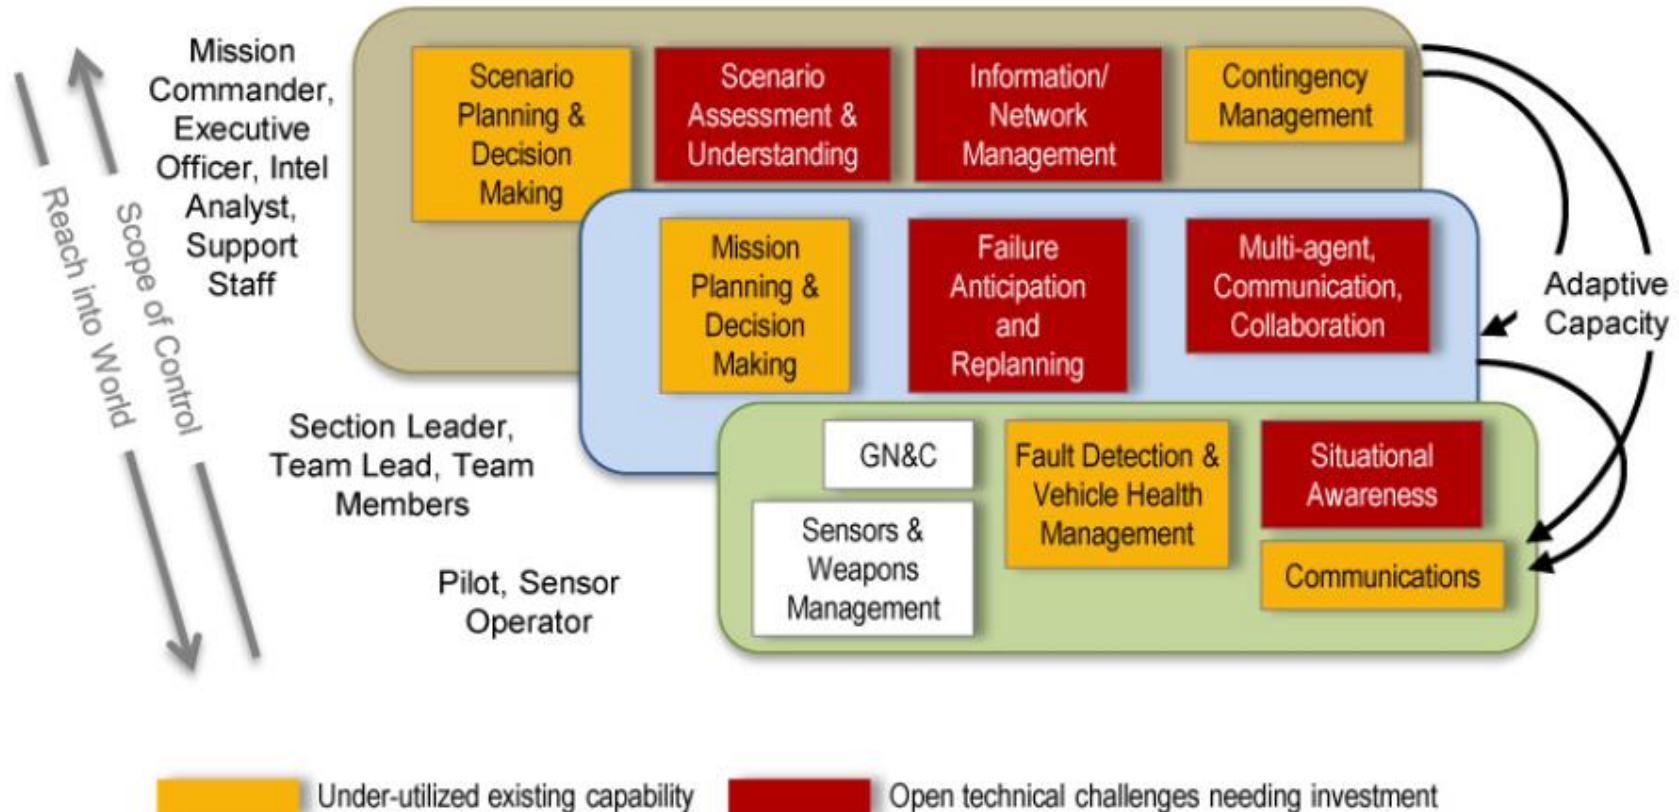 Mission
Commander,
Executive
Officer, Intel
Analyst,
Support
Staff
Reach into World
Scope of Control
Scenario
Planning &
Decision
Making
Scenario
Assessment &
Understanding
Information/
Network
Management
Contingency
Management
Mission
Planning &
Decision
Making
Failure
Anticipation
and
Replanning
Multi-agent,
Communication,
Collaboration
Adaptive
Capacity
Section Leader,
Team Lead, Team
Members
GN&C
Fault Detection &
Vehicle Health
Management
Situational
Awareness
Sensors &
Weapons
Management
Communications
Pilot, Sensor
Operator
Under-utilized existing capability
Open technical challenges needing investment